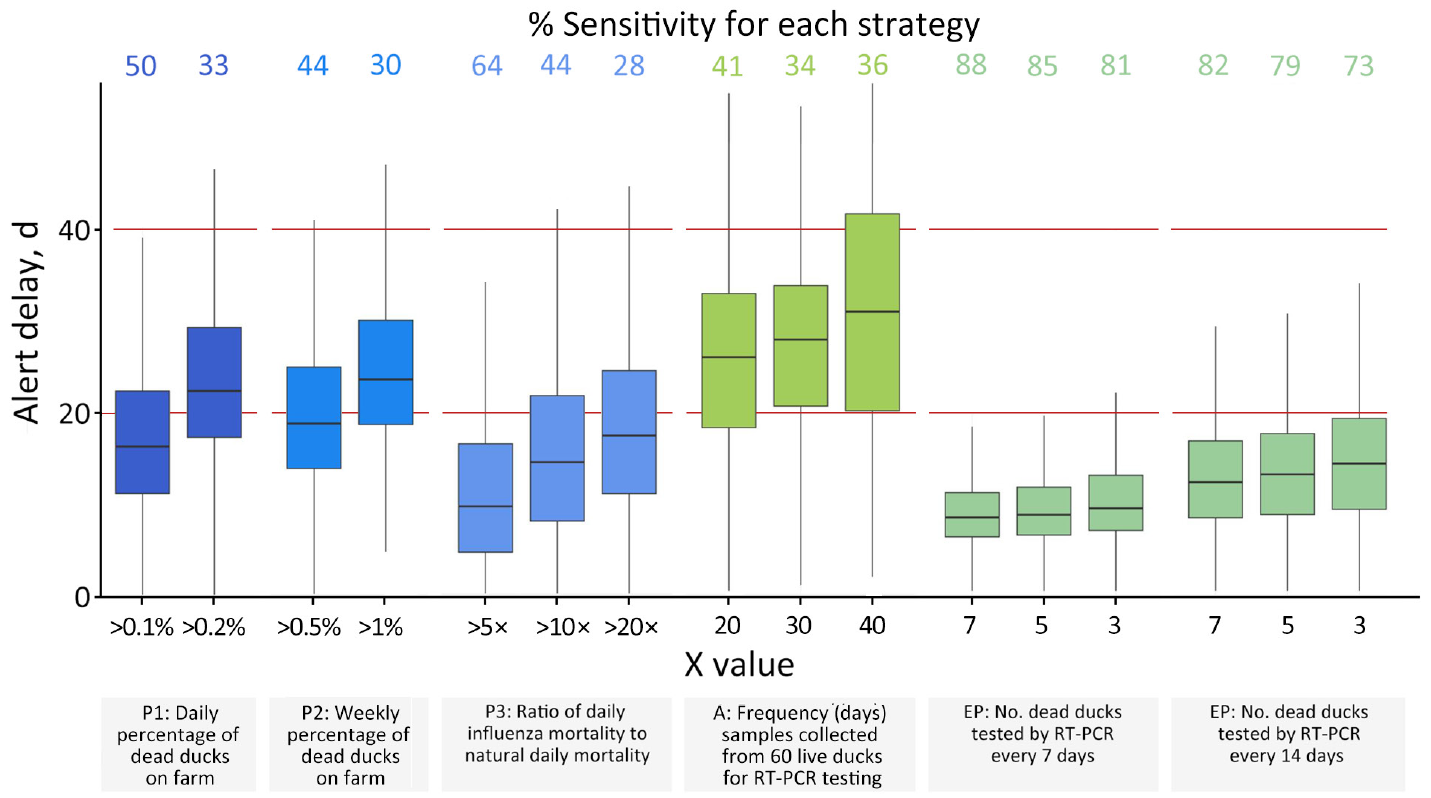 % Sensitivity for each strategy
50 33 44 30 64 44 28 41 34 36 88 85 81 82 79 73
Alert delay, d
40
20
0
>0.1% >0.2% >0.5% >1% >5× >10× >20× 20 30 40 7 5 3 7 5 3
X value
P1: Daily
percentage of
dead ducks
on farm
P2: Weekly
percentage of
dead ducks
on farm
P3: Ratio of daily
influenza mortality to
natural daily mortality
A: Frequency (days)
samples collected
from 60 live ducks
for RT-PCR testing
EP: No. dead ducks
tested by RT-PCR
every 7 days
EP: No. dead ducks
tested by RT-PCR
every 14 days